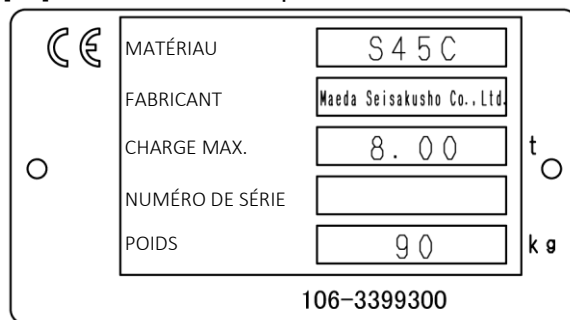 CE
MATÉRIAU S45C
FABRICANT Maeda Seisakusho Co.,Ltd.
CHARGE MAX. 8.00 t
NUMÉRO DE SÉRIE
POIDS 90 kg
106-3399300